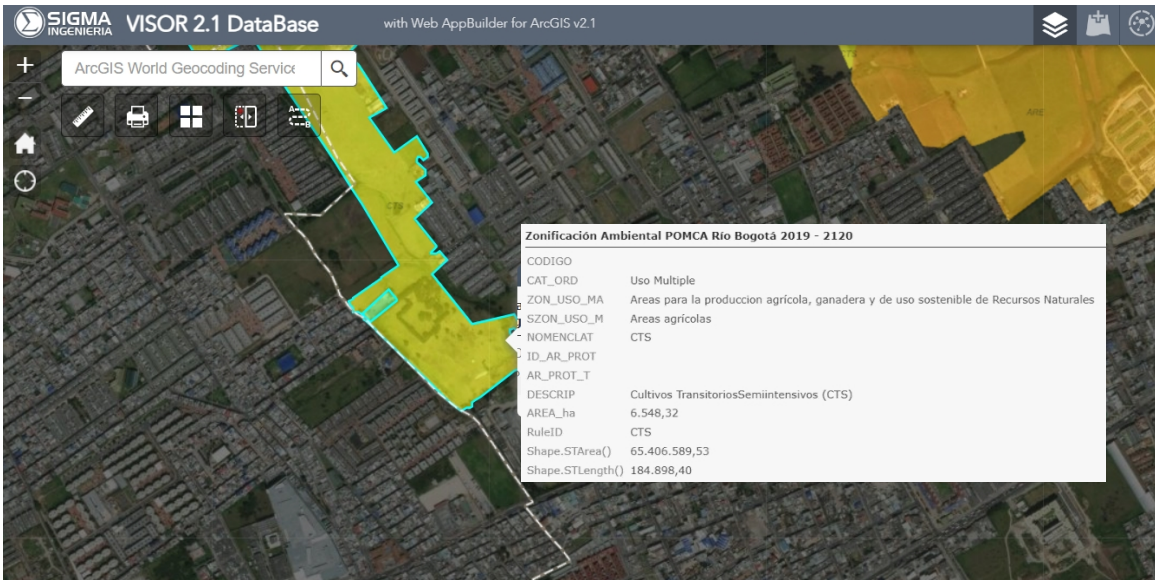 SIGMA
INGENIERIA
VISOR 2.1 DataBase
with Web AppBuilder for ArcGIS v2.1
ArcGIS World Geocoding Service
CTS
Zonificación Ambiental POMCA Río Bogotá 2019 - 2120
CODIGO
CAT_ORD Uso Multiple
ZON_USO_MA Areas para la produccion agrícola, ganadera y de uso sostenible de Recursos Naturales
SZON_USO_M Areas agrícolas
NOMENCLAT CTS
ID_AR_PROT
AR_PROT_T
DESCRIP Cultivos TransitoriosSemiintensivos (CTS)
AREA_ha 6.548,32
RuleID CTS
Shape.STArea() 65.406.589,53
Shape.STLength() 184.898,40